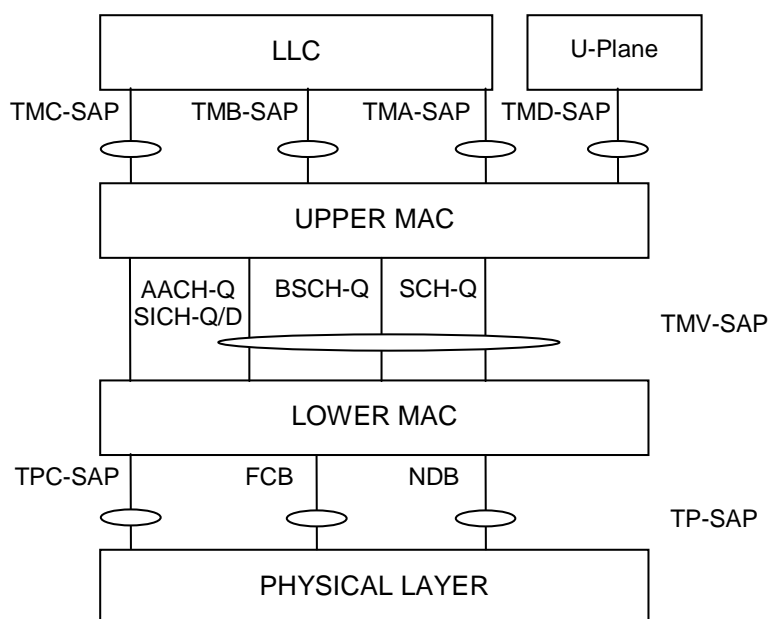 LLC
U-Plane
TMC-SAP
TMB-SAP
TMA-SAP
TMD-SAP
UPPER MAC
AACH-Q
SICH-Q/D
BSCH-Q
SCH-Q
TMV-SAP
LOWER MAC
TPC-SAP
FCB
NDB
TP-SAP
PHYSICAL LAYER